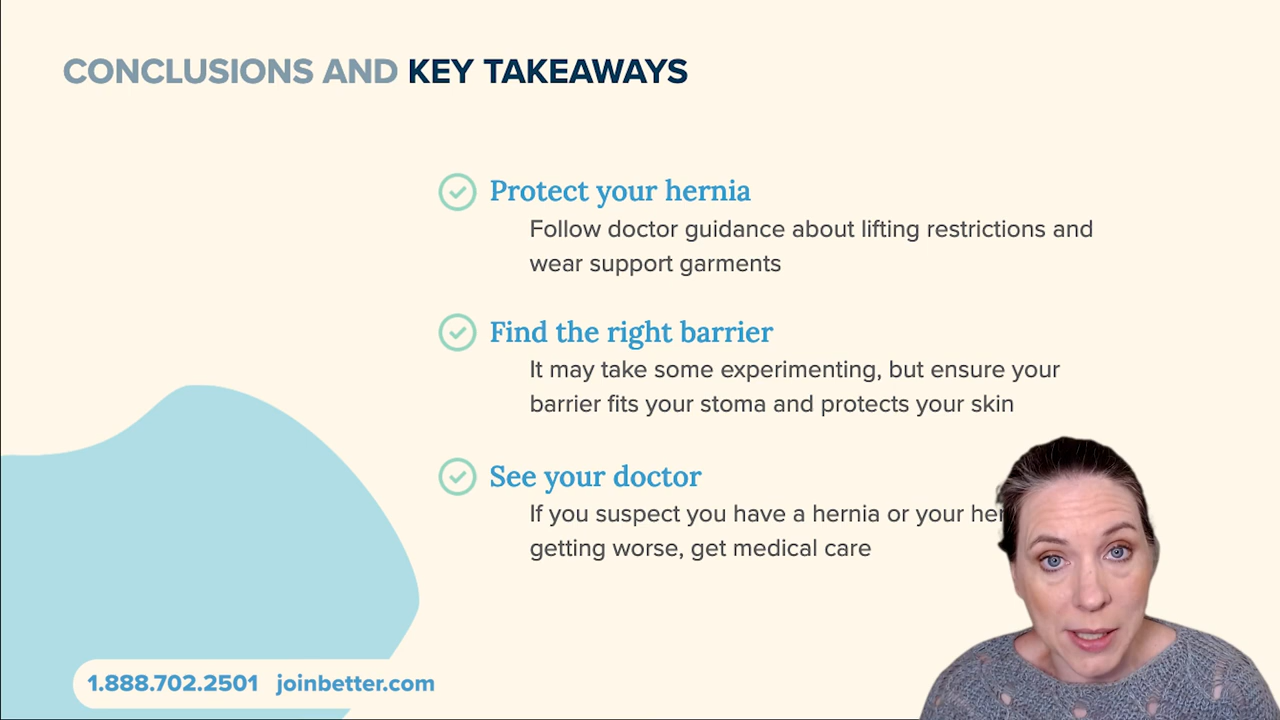 CONCLUSIONS AND KEY TAKEAWAYS
Protect your hernia
Follow doctor guidance about lifting restrictions and
wear support garments
Find the right barrier
It may take some experimenting, but ensure your
barrier fits your stoma and protects your skin
See your doctor
If you suspect you have a hernia or your
getting worse, get medical care
1.888.702.2501 joinbetter.com